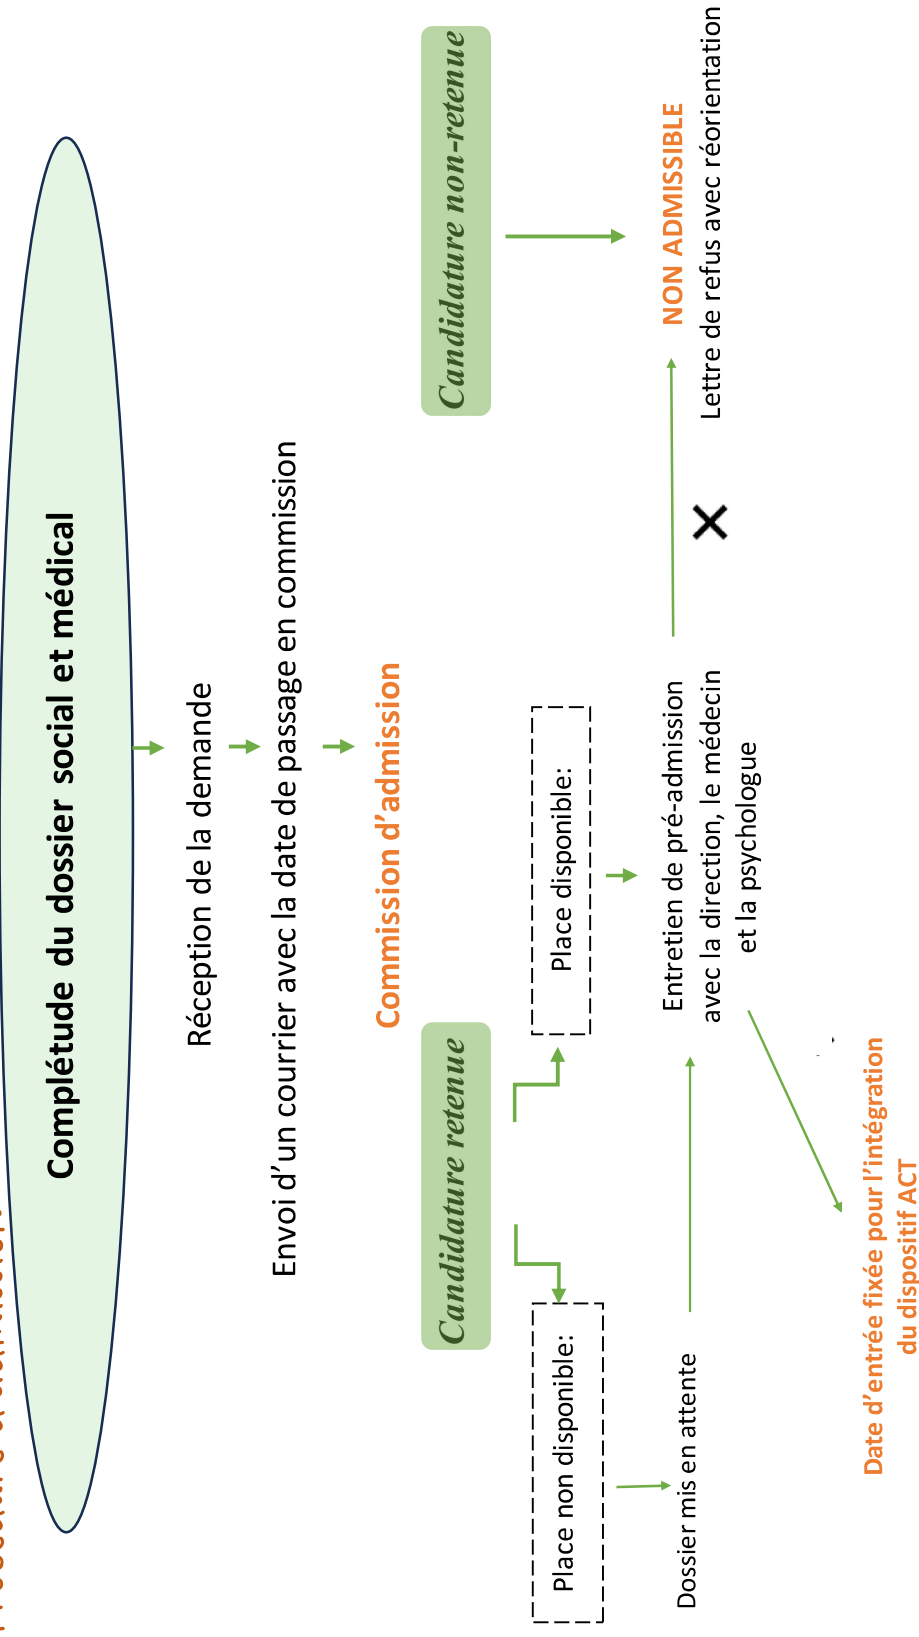 Complétude du dossier social et médical
Réception de la demande
Envoi d’un courrier avec la date de passage en commission
Commission d’admission
Candidature retenue
Candidature non-retenue
Place non disponible:
Place disponible:
Dossier mis en attente
Entretien de pré-admission
avec la direction, le médecin
et la psychologue
NON ADMISSIBLE
Lettre de refus avec réorientation
Date d’entrée fixée pour l’intégration
du dispositif ACT